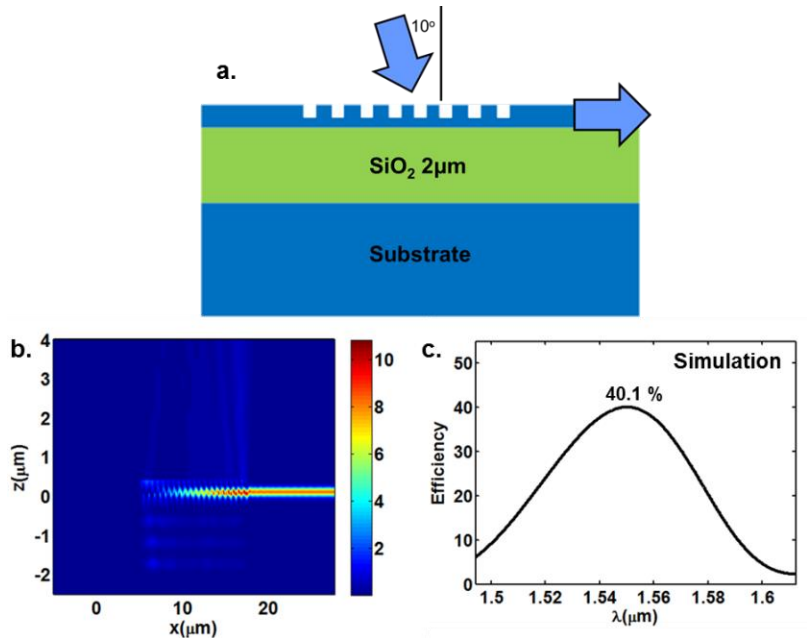 10º
a.
SiO₂ 2μm
Substrate
b.
4
3
2
1
0
-1
-2
z(μm)
0
10
20
x(μm)
10
8
6
4
2
c.
Simulation
40.1 %
50
40
30
20
10
0
Efficiency
1.5
1.52
1.54
1.56
1.58
1.6
λ(μm)